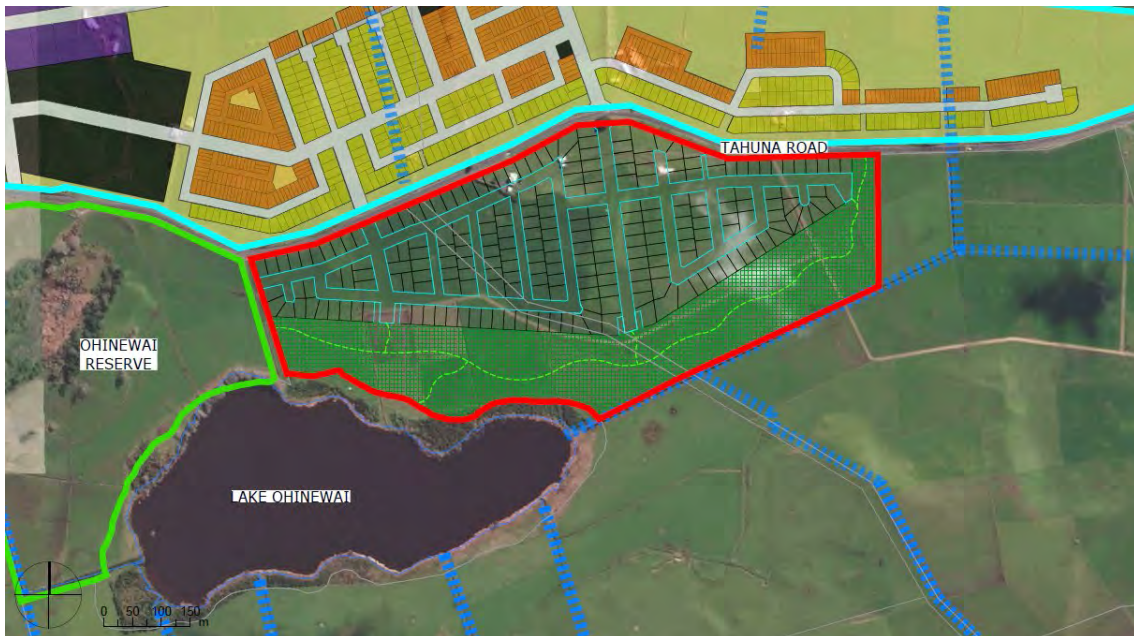 TAHUNA ROAD
OHINEWAI
RESERVE
LAKE OHINEWAI
0 50 100 150
m